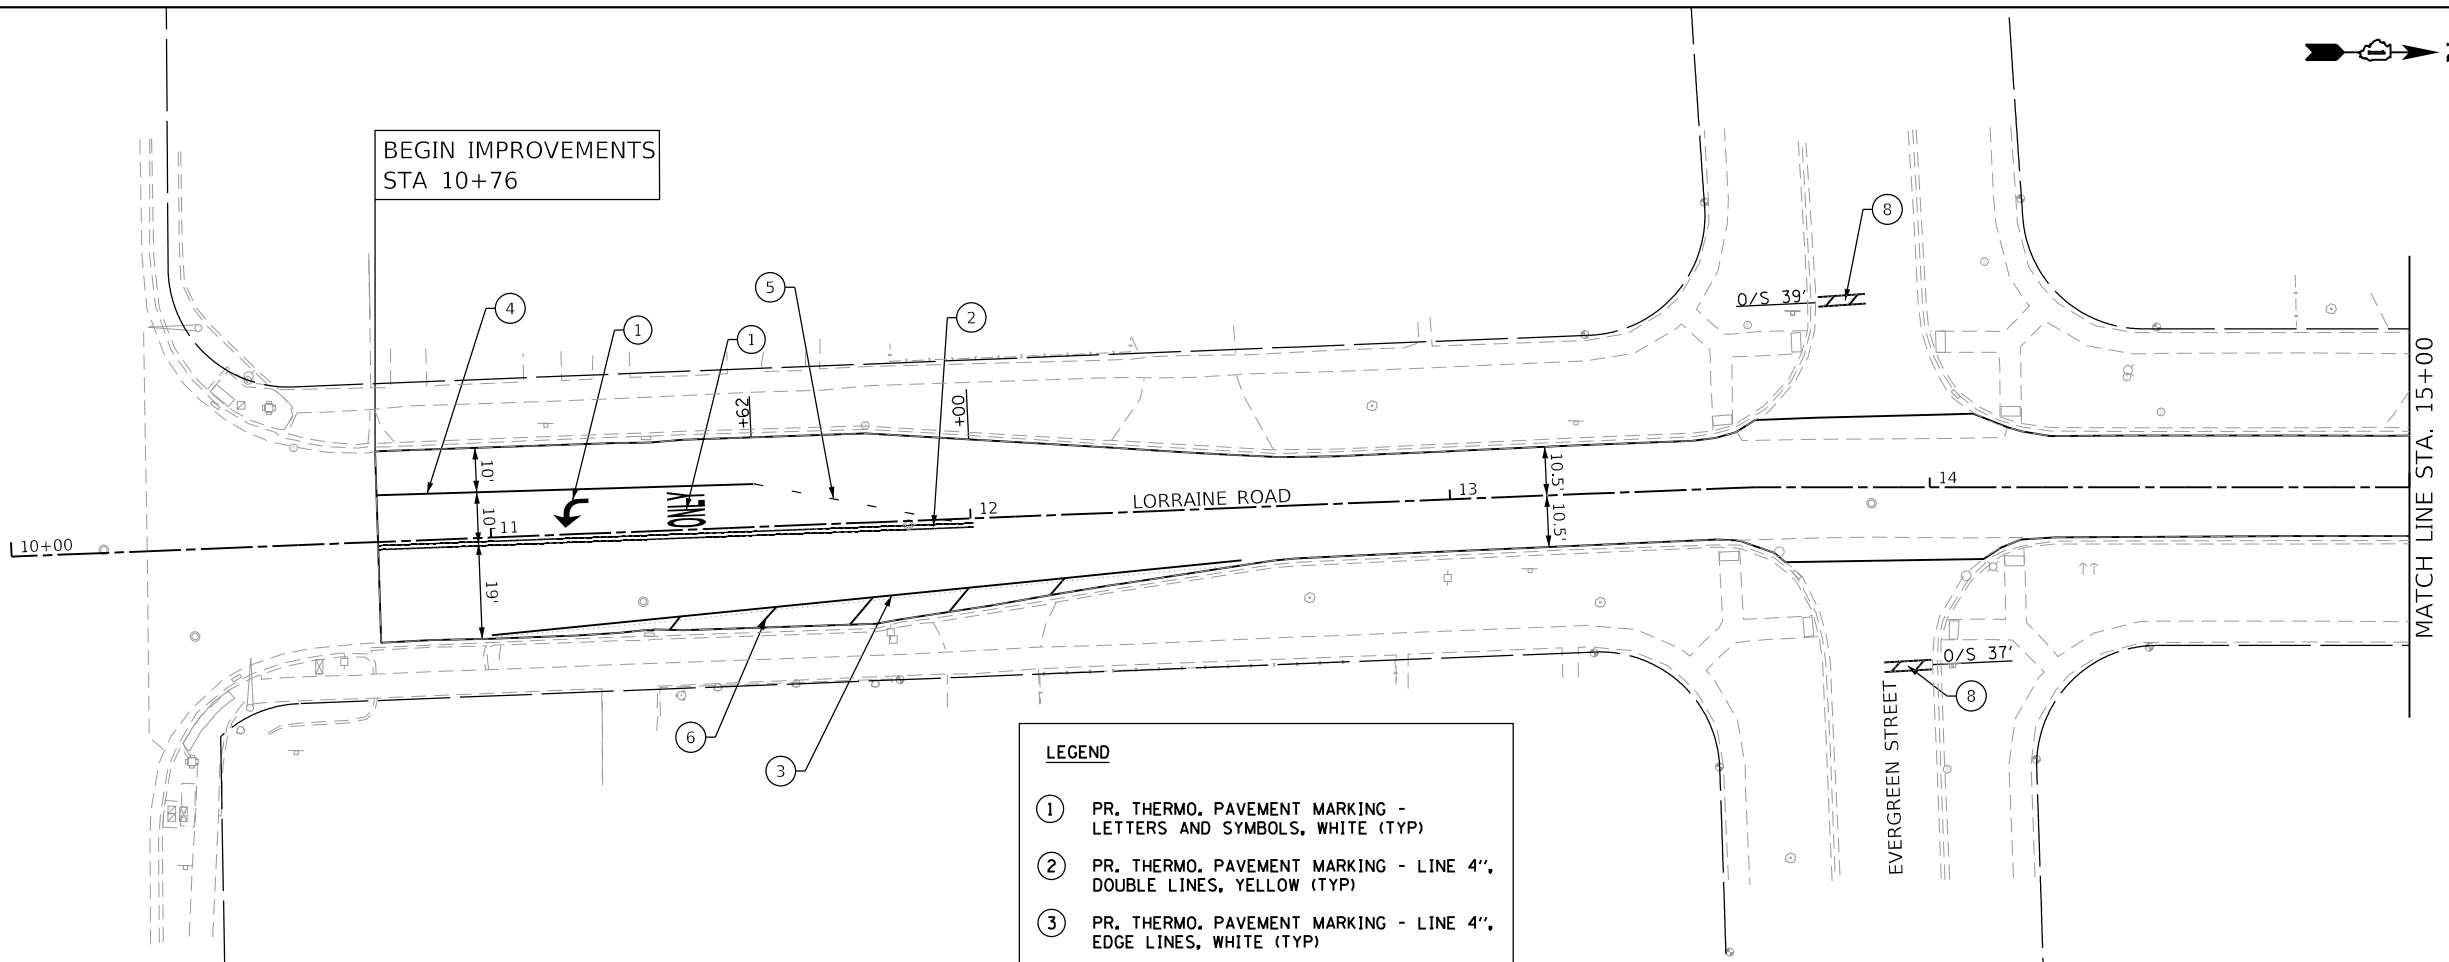 BEGIN IMPROVEMENTS
STA 10+76
8
O/S 39'
4
1
1
5
2
+62
+00
10'
10'
19'
11
ONLY
12
LORRAINE ROAD
13
10.5'
10.5'
14
10+00
MATCH LINE STA. 15+00
O/S 37'
8
EVERGREEN STREET
6
3
LEGEND
1 PR. THERMO. PAVEMENT MARKING -
LETTERS AND SYMBOLS, WHITE (TYP)
2 PR. THERMO. PAVEMENT MARKING - LINE 4",
DOUBLE LINES, YELLOW (TYP)
3 PR. THERMO. PAVEMENT MARKING - LINE 4",
EDGE LINES, WHITE (TYP)